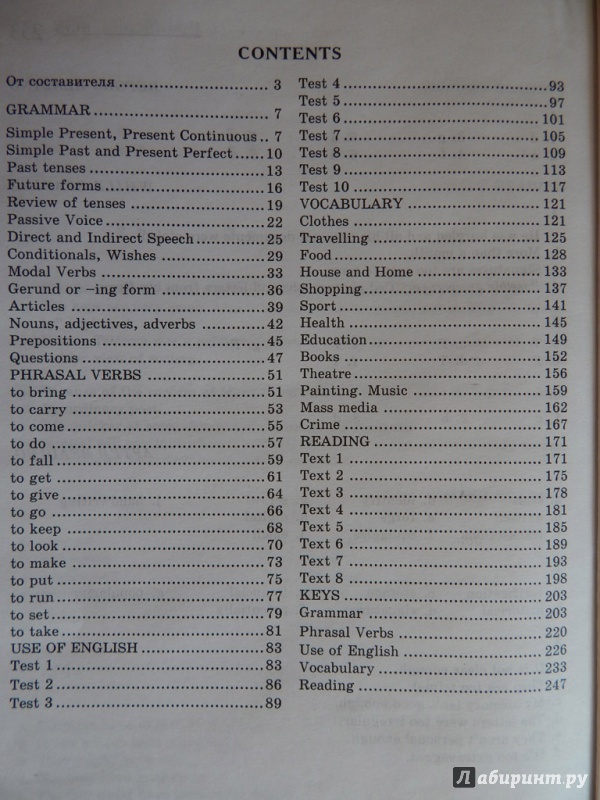 CONTENTS
От составителя ........ 3
GRAMMAR ........ 7
Simple Present, Present Continuous .. 7
Simple Past and Present Perfect ...... 10
Past tenses ........ 13
Future forms ........ 16
Review of tenses ........ 19
Passive Voice ........ 22
Direct and Indirect Speech ........ 25
Conditionals, Wishes ........ 29
Modal Verbs ........ 33
Gerund or –ing form ........ 36
Articles ........ 39
Nouns, adjectives, adverbs ........ 42
Prepositions ........ 45
Questions ........ 47
PHRASAL VERBS ........ 51
to bring ........ 51
to carry ........ 53
to come ........ 55
to do ........ 57
to fall ........ 59
to get ........ 61
to give ........ 64
to go ........ 66
to keep ........ 68
to look ........ 70
to make ........ 73
to put ........ 75
to run ........ 77
to set ........ 79
to take ........ 81
USE OF ENGLISH ........ 83
Test 1 ........ 83
Test 2 ........ 86
Test 3 ........ 89
Test 4 ........ 93
Test 5 ........ 97
Test 6 ........ 101
Test 7 ........ 105
Test 8 ........ 109
Test 9 ........ 113
Test 10 ........ 117
VOCABULARY ........ 121
Clothes ........ 121
Travelling ........ 125
Food ........ 128
House and Home ........ 133
Shopping ........ 137
Sport ........ 141
Health ........ 145
Education ........ 149
Books ........ 152
Theatre ........ 156
Painting. Music ........ 159
Mass media ........ 162
Crime ........ 167
READING ........ 171
Text 1 ........ 171
Text 2 ........ 175
Text 3 ........ 178
Text 4 ........ 181
Text 5 ........ 185
Text 6 ........ 189
Text 7 ........ 193
Text 8 ........ 198
KEYS ........ 203
Grammar ........ 203
Phrasal Verbs ........ 220
Use of English ........ 226
Vocabulary ........ 233
Reading ........ 247
Лабиринт.ру